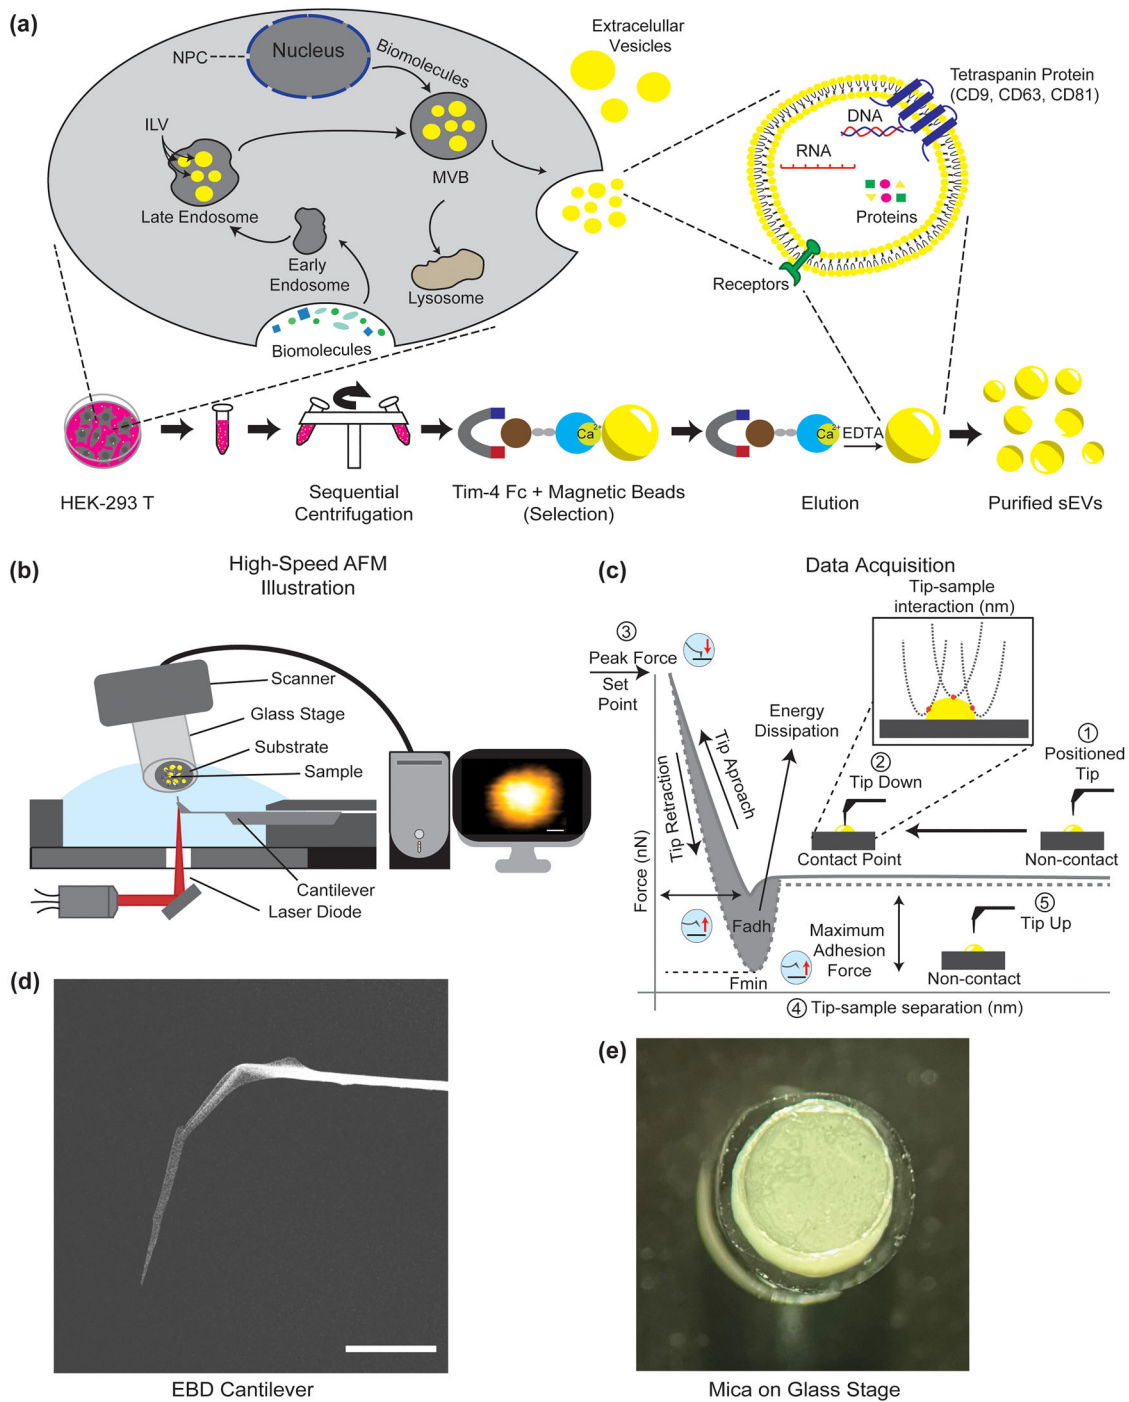 (a)
Nucleus
NPC
Biomolecules
ILV
Late Endosome
MVB
Early
Endosome
Lysosome
Biomolecules
Extracelullar
Vesicles
Tetraspanin Protein
(CD9, CD63, CD81)
DNA
RNA
Proteins
Receptors
Ca2+
Ca2+
EDTA
HEK-293 T
Sequential
Centrifugation
Tim-4 Fc + Magnetic Beads
(Selection)
Elution
Purified sEVs
(b)
High-Speed AFM
Illustration
Scanner
Glass Stage
Substrate
Sample
Cantilever
Laser Diode
(c)
Data Acquisition
Tip-sample
interaction (nm)
3
Peak Force
Set
Point
Energy
Dissipation
Tip Aproach
Tip Retraction
Force (nN)
1
Positioned
Tip
2
Tip Down
Contact Point
Non-contact
Fadh
Fmin
Maximum
Adhesion
Force
5
Tip Up
Non-contact
4 Tip-sample separation (nm)
(d)
EBD Cantilever
(e)
Mica on Glass Stage